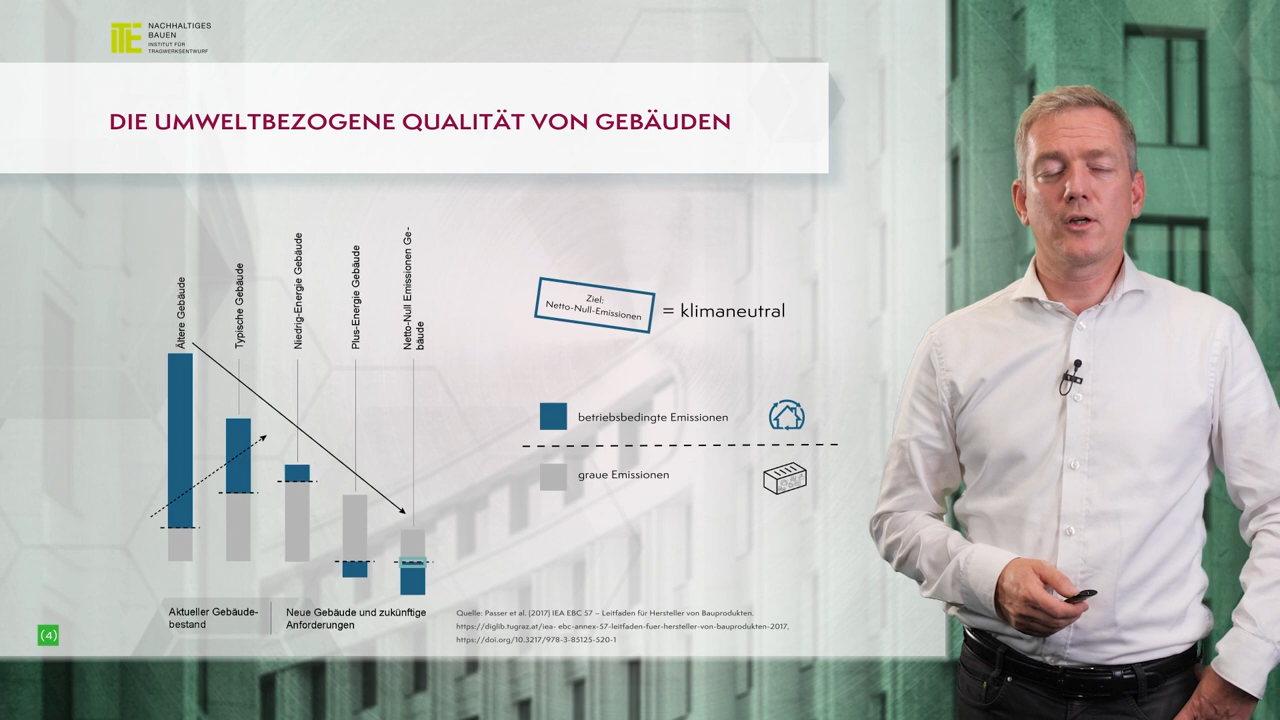 NACHHALTIGES
BAUEN
INSTITUT FÜR
TRAGWERKSENTWURF
DIE UMWELTBEZOGENE QUALITÄT VON GEBÄUDEN
Ältere Gebäude
Typische Gebäude
Niedrig-Energie Gebäude
Plus-Energie Gebäude
Netto-Null Emissionen Ge-
bäude
Ziel:
Netto-Null-Emissionen
= klimaneutral
betriebsbedingte Emissionen
graue Emissionen
Aktueller Gebäude-
bestand
Neue Gebäude und zukünftige
Anforderungen
Quelle: Passer et al. (2017) IEA EBC 57 – Leitfaden für Hersteller von Bauprodukten.
https://diglib.tugraz.at/iea- ebc-annex-57-leitfaden-fuer-hersteller-von-bauprodukten-2017,
https://doi.org/10.3217/978-3-85125-520-1
(4)